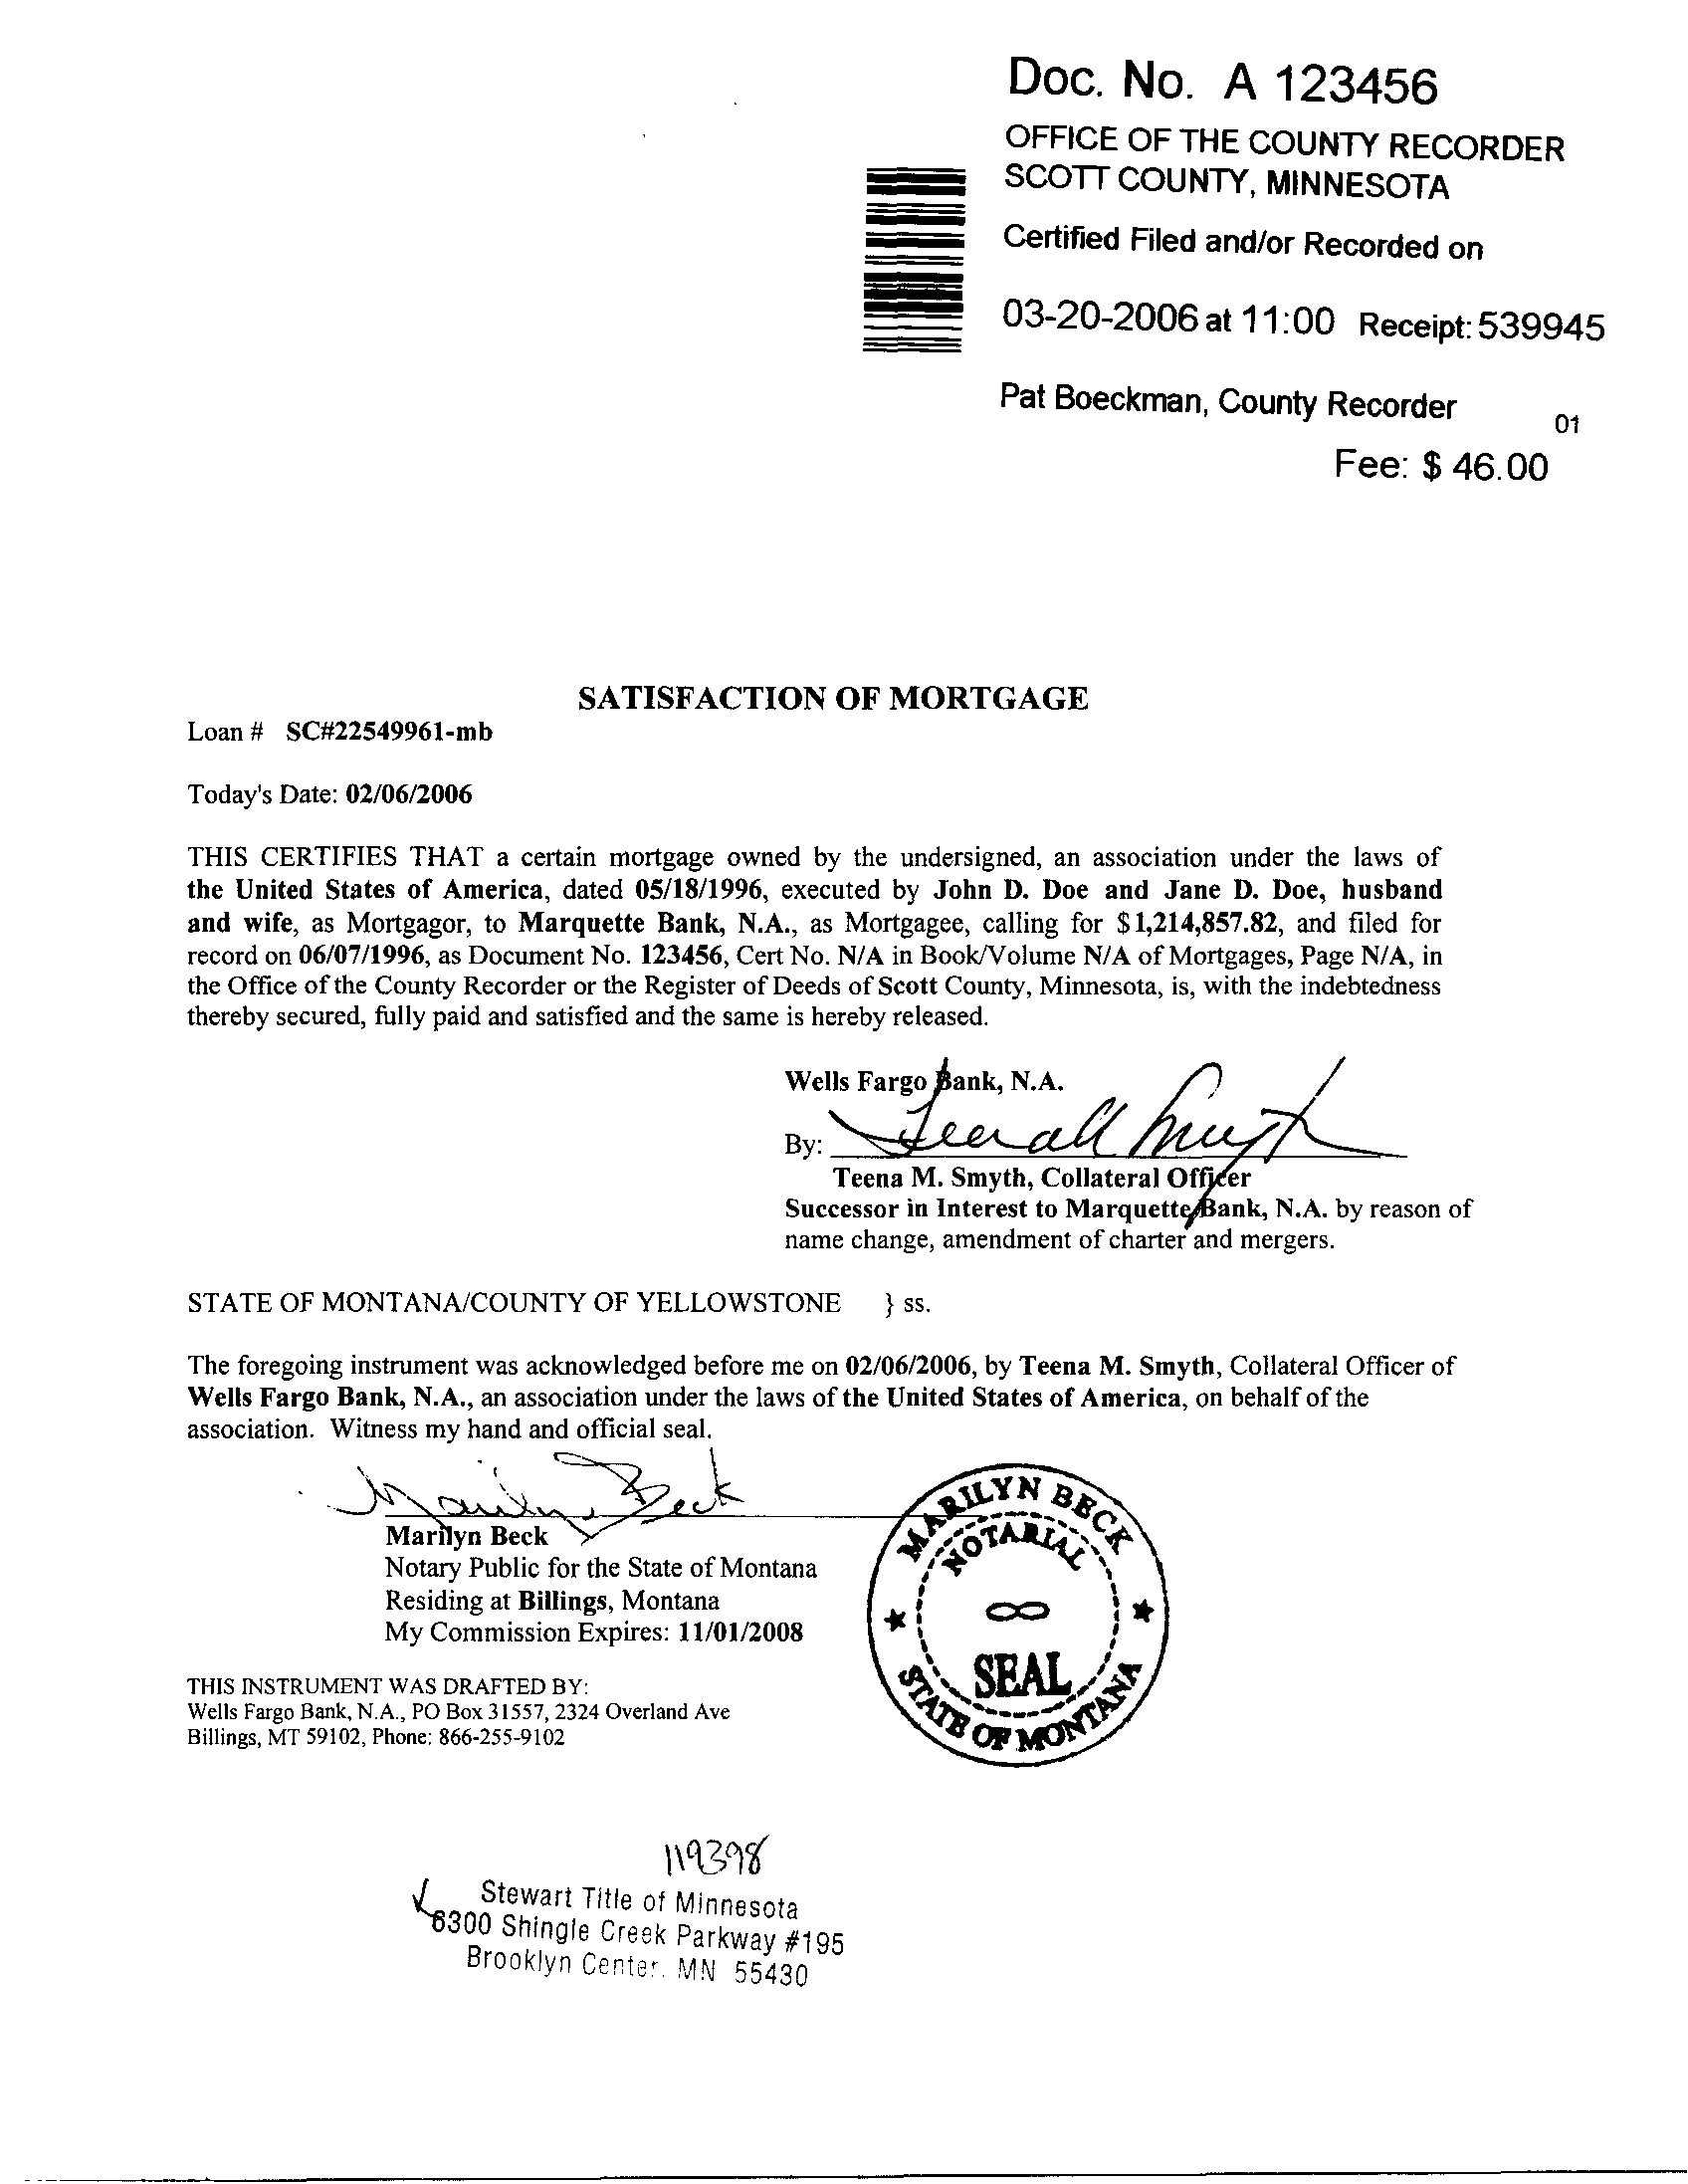 Doc. No. A 123456
OFFICE OF THE COUNTY RECORDER
SCOTT COUNTY, MINNESOTA
Certified Filed and/or Recorded on
03-20-2006 at 11:00 Receipt: 539945
Pat Boeckman, County Recorder
01
Fee: $ 46.00
SATISFACTION OF MORTGAGE
Loan # SC#22549961-mb
Today's Date: 02/06/2006
THIS CERTIFIES THAT a certain mortgage owned by the undersigned, an association under the laws of
the United States of America, dated 05/18/1996, executed by John D. Doe and Jane D. Doe, husband
and wife, as Mortgagor, to Marquette Bank, N.A., as Mortgagee, calling for $1,214,857.82, and filed for
record on 06/07/1996, as Document No. 123456, Cert No. N/A in Book/Volume N/A of Mortgages, Page N/A, in
the Office of the County Recorder or the Register of Deeds of Scott County, Minnesota, is, with the indebtedness
thereby secured, fully paid and satisfied and the same is hereby released.
Wells Fargo Bank, N.A.
By:
Teena M. Smyth, Collateral Officer
Successor in Interest to Marquette Bank, N.A. by reason of
name change, amendment of charter and mergers.
STATE OF MONTANA/COUNTY OF YELLOWSTONE } ss.
The foregoing instrument was acknowledged before me on 02/06/2006, by Teena M. Smyth, Collateral Officer of
Wells Fargo Bank, N.A., an association under the laws of the United States of America, on behalf of the
association. Witness my hand and official seal.
Marilyn Beck
Marilyn Beck
Notary Public for the State of Montana
Residing at Billings, Montana
My Commission Expires: 11/01/2008
MARILYN BECK
NOTARIAL
SEAL
STATE OF MONTANA
THIS INSTRUMENT WAS DRAFTED BY:
Wells Fargo Bank, N.A., PO Box 31557, 2324 Overland Ave
Billings, MT 59102, Phone: 866-255-9102
119398
Stewart Title of Minnesota
6300 Shingle Creek Parkway #195
Brooklyn Center, MN 55430